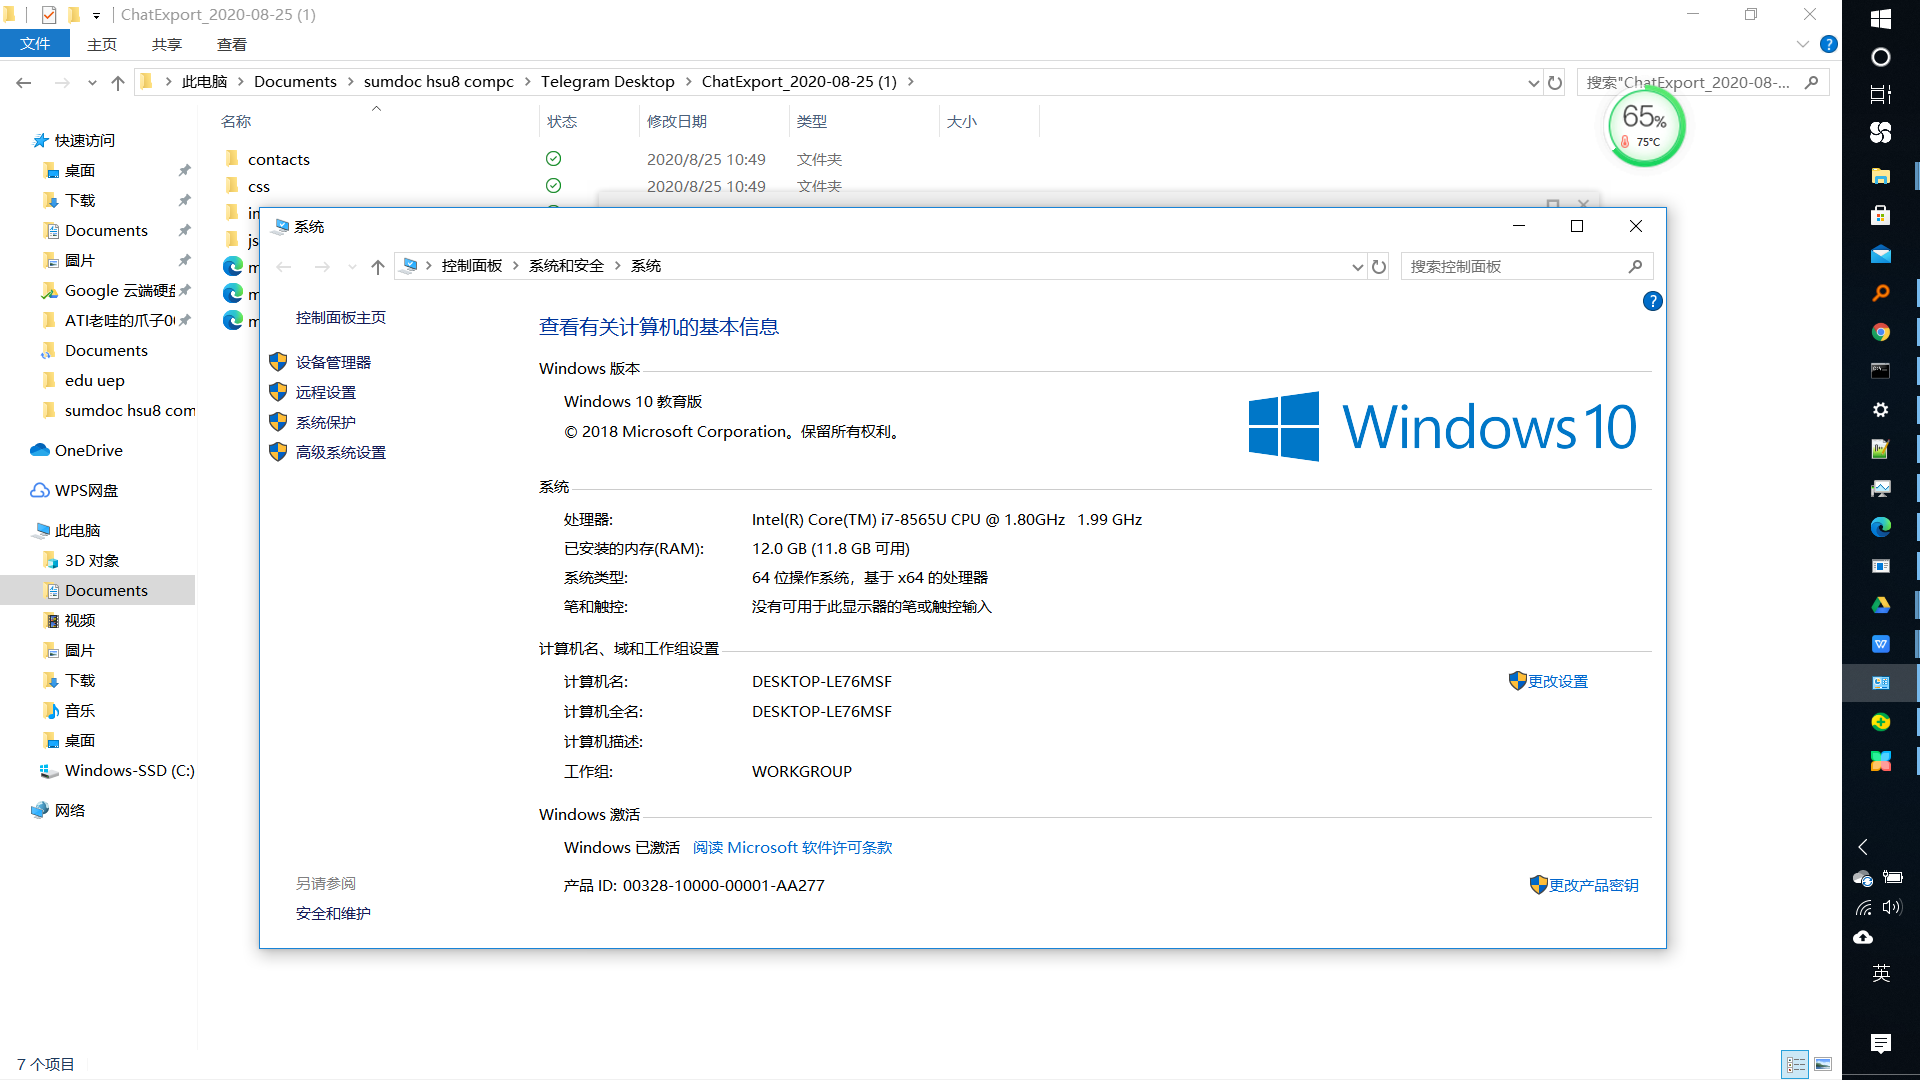 ChatExport_2020-08-25 (1)
文件 主页 共享 查看
此电脑 Documents sumdoc hsu8 compc Telegram Desktop ChatExport_2020-08-25 (1)
搜索"ChatExport_2020-08-...
65%
75°C
名称 状态 修改日期 类型 大小
contacts 2020/8/25 10:49 文件夹
css 2020/8/25 10:49 文件夹
js
快速访问
桌面
下载
Documents
圖片
Google 云端硬盘
ATI老哇的爪子0
Documents
edu uep
sumdoc hsu8 com
OneDrive
WPS网盘
此电脑
3D 对象
Documents
视频
圖片
下载
音乐
桌面
Windows-SSD (C:)
网络
7 个项目
系统
控制面板 系统和安全 系统
搜索控制面板
控制面板主页
设备管理器
远程设置
系统保护
高级系统设置
另请参阅
安全和维护
查看有关计算机的基本信息
Windows 版本
Windows 10 教育版
© 2018 Microsoft Corporation。保留所有权利。
Windows 10
系统
处理器: Intel(R) Core(TM) i7-8565U CPU @ 1.80GHz 1.99 GHz
已安装的内存(RAM): 12.0 GB (11.8 GB 可用)
系统类型: 64 位操作系统，基于 x64 的处理器
笔和触控: 没有可用于此显示器的笔或触控输入
计算机名、域和工作组设置
计算机名: DESKTOP-LE76MSF 更改设置
计算机全名: DESKTOP-LE76MSF
计算机描述:
工作组: WORKGROUP
Windows 激活
Windows 已激活 阅读 Microsoft 软件许可条款
产品 ID: 00328-10000-00001-AA277 更改产品密钥
英